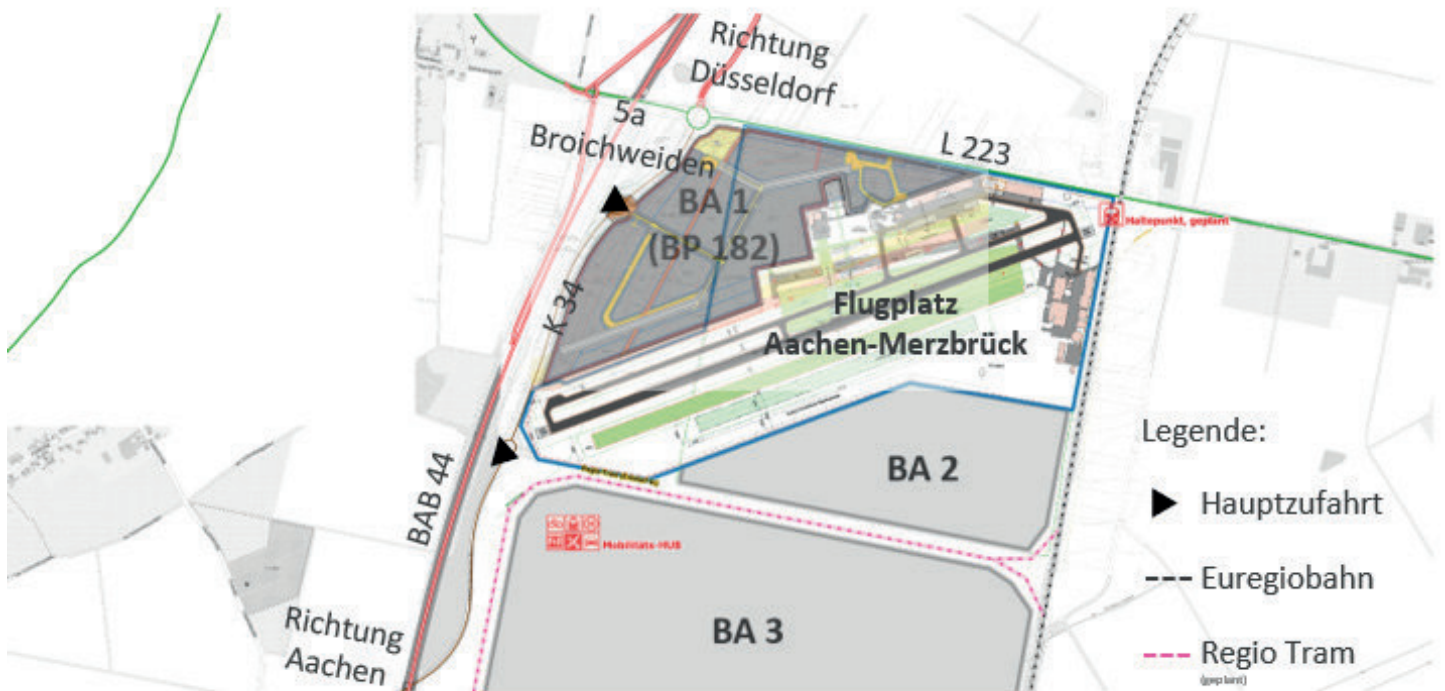 Richtung
Düsseldorf
5a
Broichweiden
L 223
BA 1
(BP 182)
Haltepunkt, geplant
K 34
Flugplatz
Aachen-Merzbrück
BAB 44
BA 2
Mobilitäts-HUB
BA 3
Richtung
Aachen
Legende:
Hauptzufahrt
Euregiobahn
Regio Tram
(geplant)